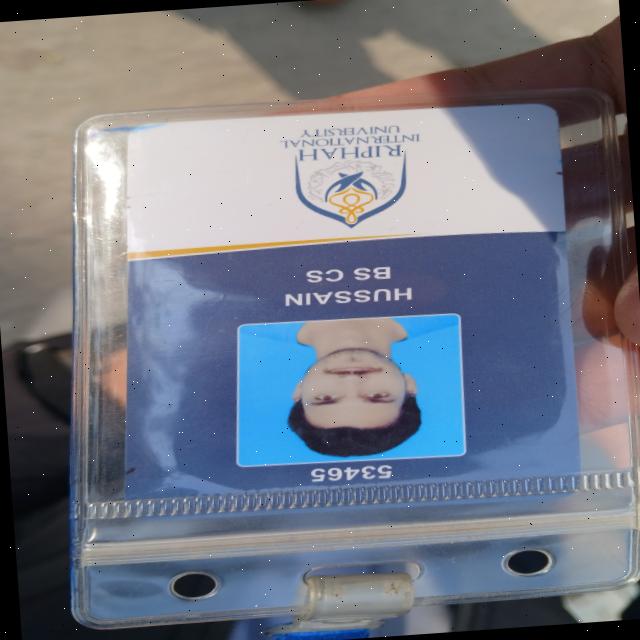 53465
HUSSAIN
BS CS
RIPHAH
INTERNATIONAL
UNIVERSITY